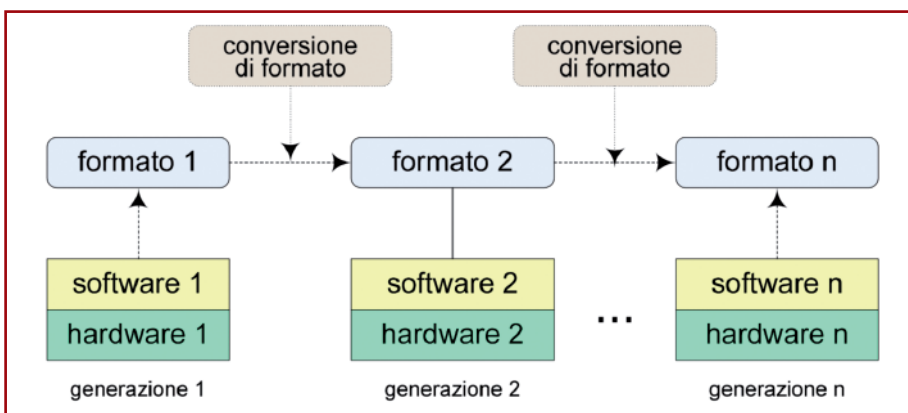 conversione
di formato
conversione
di formato
formato 1
formato 2
formato n
software 1
software 2
software n
...
hardware 1
hardware 2
hardware n
generazione 1
generazione 2
generazione n